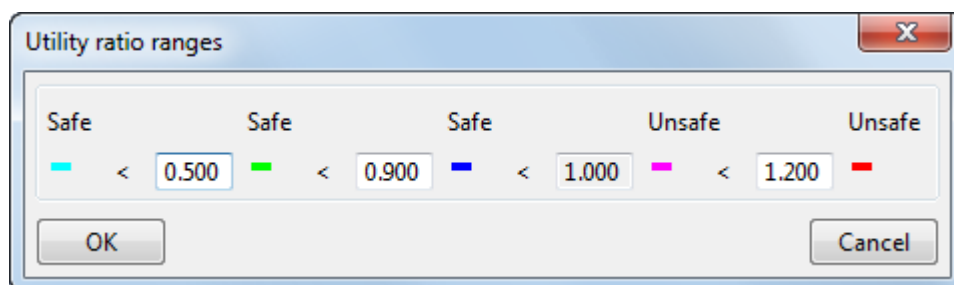 Utility ratio ranges
Safe Safe Safe Unsafe Unsafe
< 0.500 < 0.900 < 1.000 < 1.200
OK Cancel